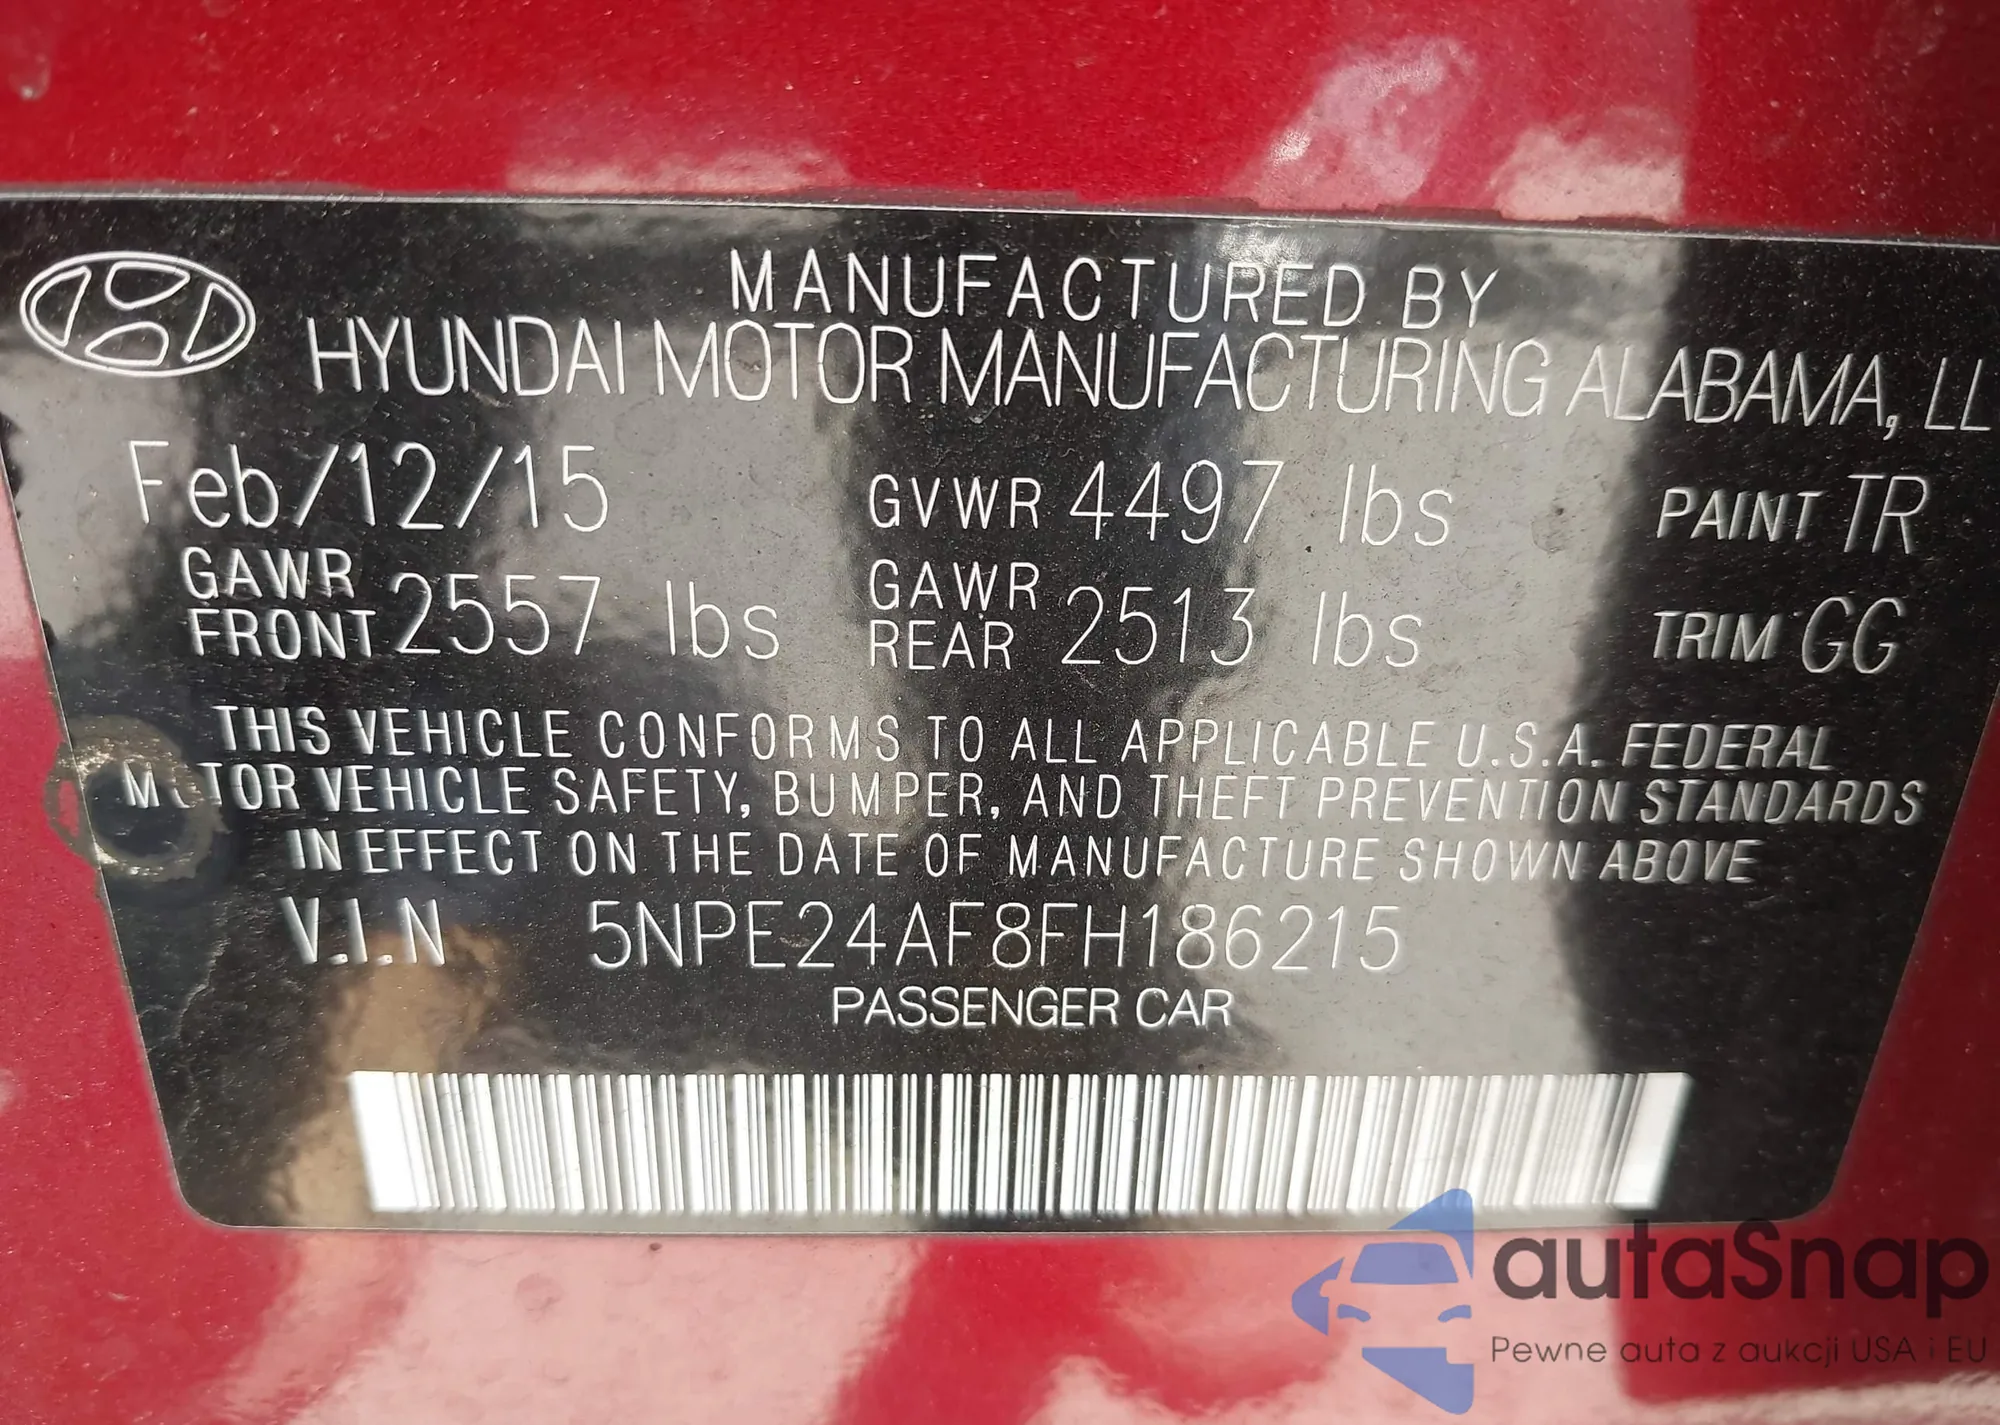 MANUFACTURED BY
HYUNDAI MOTOR MANUFACTURING ALABAMA, LL
Feb/12/15 GVWR 4497 lbs PAINT TR
GAWR FRONT 2557 lbs GAWR REAR 2513 lbs TRIM GG
THIS VEHICLE CONFORMS TO ALL APPLICABLE U.S.A. FEDERAL
MOTOR VEHICLE SAFETY, BUMPER, AND THEFT PREVENTION STANDARDS
IN EFFECT ON THE DATE OF MANUFACTURE SHOWN ABOVE
V.I.N 5NPE24AF8FH186215
PASSENGER CAR
autaSnap
Pewne auta z aukcji USA i EU